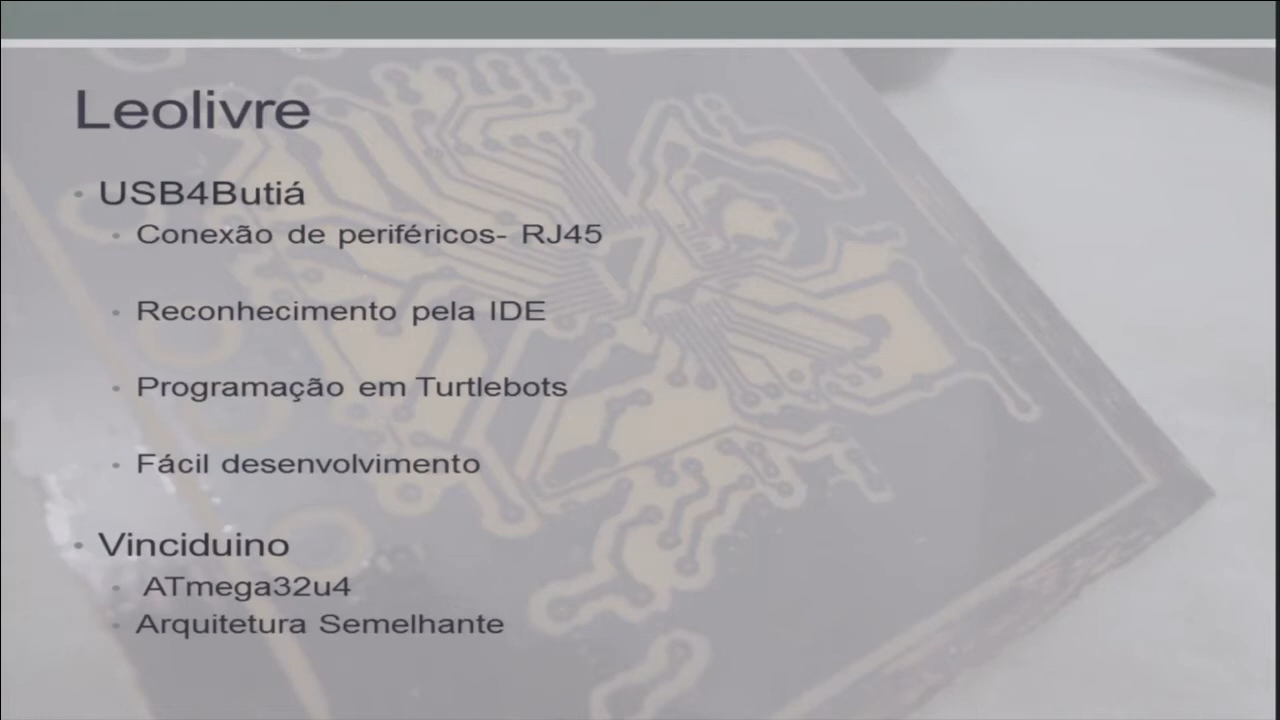 Leolivre
• USB4Butiá
• Conexão de periféricos- RJ45
• Reconhecimento pela IDE
• Programação em Turtlebots
• Fácil desenvolvimento
• Vinciduino
• ATmega32u4
• Arquitetura Semelhante